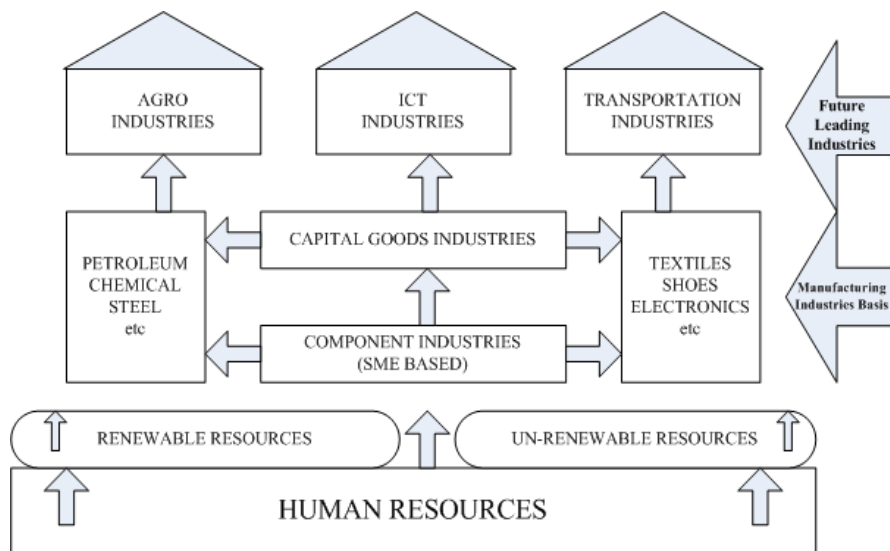 AGRO
INDUSTRIES
ICT
INDUSTRIES
TRANSPORTATION
INDUSTRIES
Future
Leading
Industries
PETROLEUM
CHEMICAL
STEEL
etc
CAPITAL GOODS INDUSTRIES
TEXTILES
SHOES
ELECTRONICS
etc
Manufacturing
Industries Basis
COMPONENT INDUSTRIES
(SME BASED)
RENEWABLE RESOURCES
UN-RENEWABLE RESOURCES
HUMAN RESOURCES